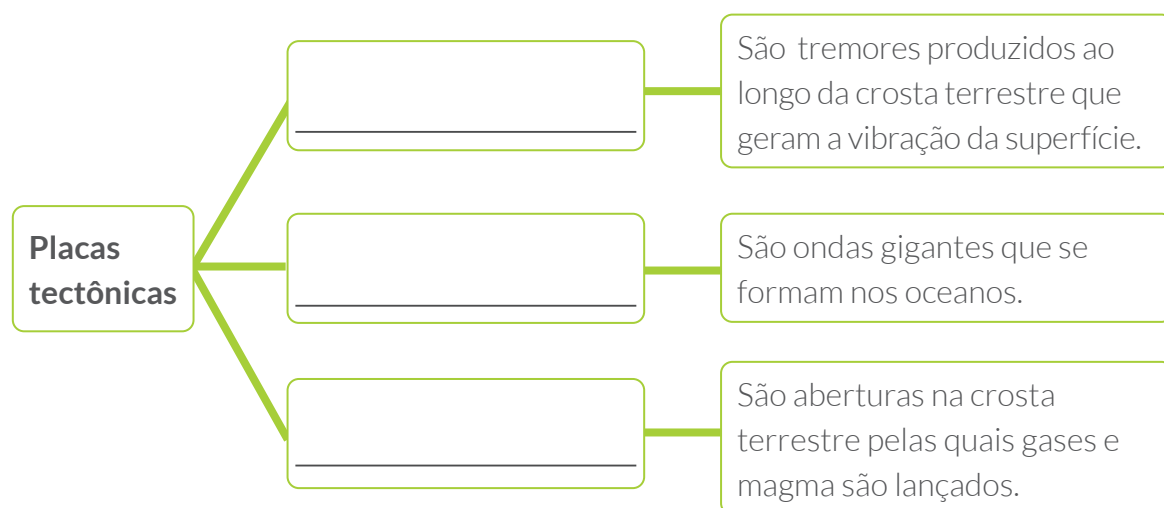 São tremores produzidos ao
longo da crosta terrestre que
geram a vibração da superfície.
Placas
tectônicas
São ondas gigantes que se
formam nos oceanos.
São aberturas na crosta
terrestre pelas quais gases e
magma são lançados.